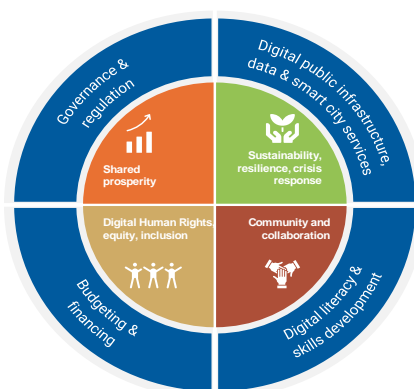 Governance &
regulation
Digital public infrastructure,
data & smart city
services
Shared
prosperity
Sustainability,
resilience, crisis
response
Digital Human Rights,
equity, inclusion
Community and
collaboration
Budgeting &
financing
Digital literacy &
skills development